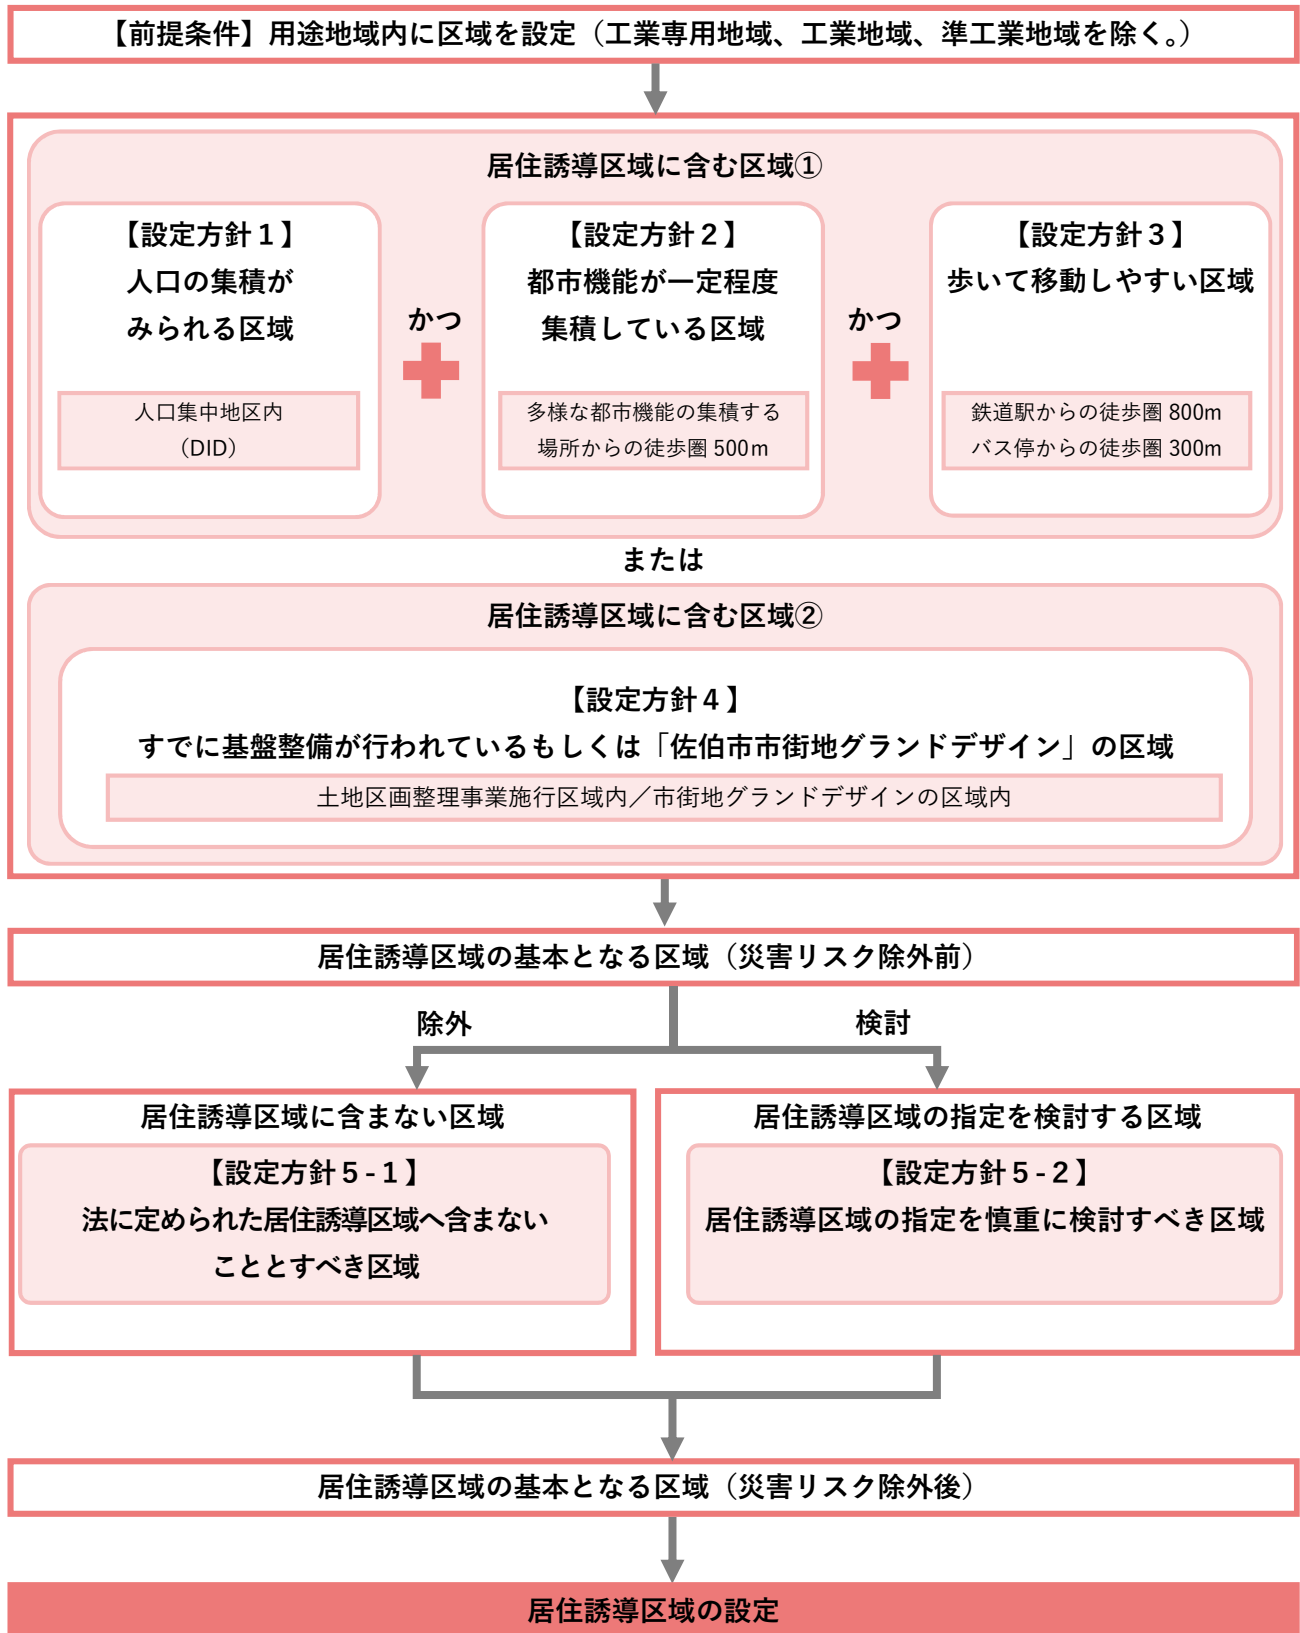 【前提条件】用途地域内に区域を設定（工業専用地域、工業地域、準工業地域を除く。）
居住誘導区域に含む区域①
【設定方針１】
人口の集積が
みられる区域
人口集中地区内
（DID）
かつ
【設定方針２】
都市機能が一定程度
集積している区域
多様な都市機能の集積する
場所からの徒歩圏 500m
かつ
【設定方針３】
歩いて移動しやすい区域
鉄道駅からの徒歩圏 800m
バス停からの徒歩圏 300m
または
居住誘導区域に含む区域②
【設定方針４】
すでに基盤整備が行われているもしくは「佐伯市市街地グランドデザイン」の区域
土地区画整理事業施行区域内／市街地グランドデザインの区域内
居住誘導区域の基本となる区域（災害リスク除外前）
除外
検討
居住誘導区域に含まない区域
【設定方針５-１】
法に定められた居住誘導区域へ含まない
こととすべき区域
居住誘導区域の指定を検討する区域
【設定方針５-２】
居住誘導区域の指定を慎重に検討すべき区域
居住誘導区域の基本となる区域（災害リスク除外後）
居住誘導区域の設定